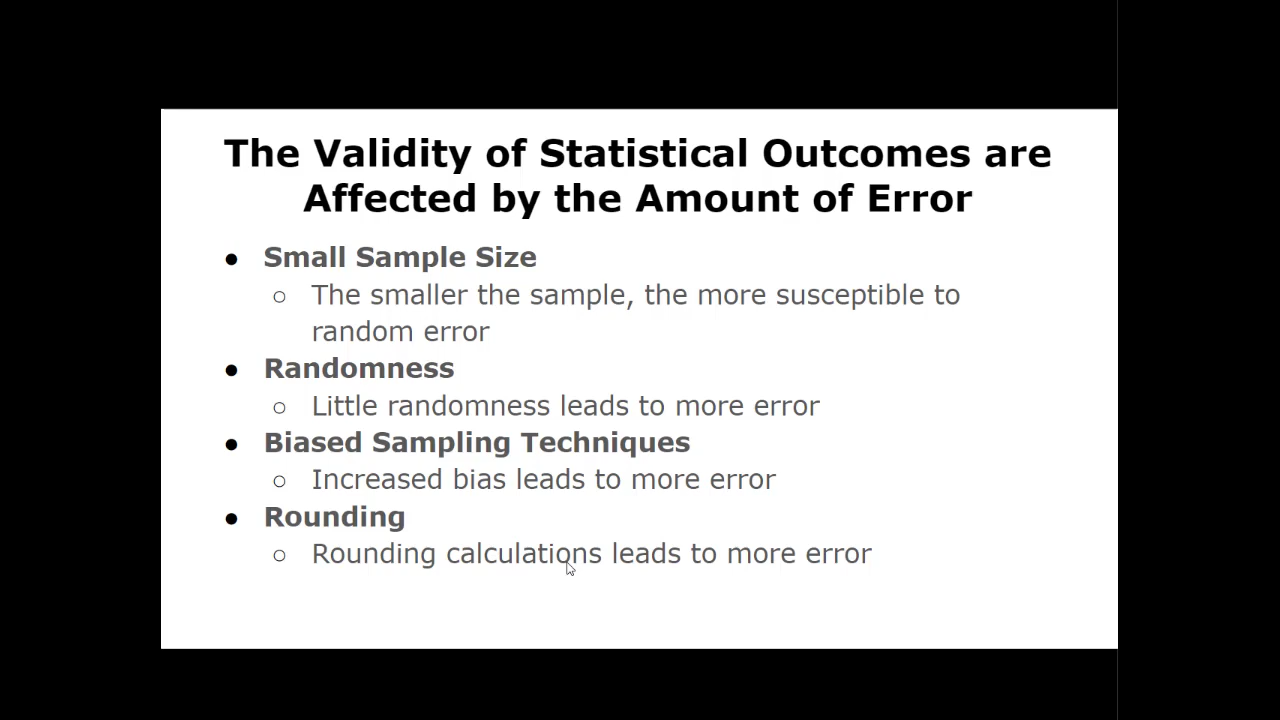 The Validity of Statistical Outcomes are
Affected by the Amount of Error
● Small Sample Size
○ The smaller the sample, the more susceptible to
random error
● Randomness
○ Little randomness leads to more error
● Biased Sampling Techniques
○ Increased bias leads to more error
● Rounding
○ Rounding calculations leads to more error